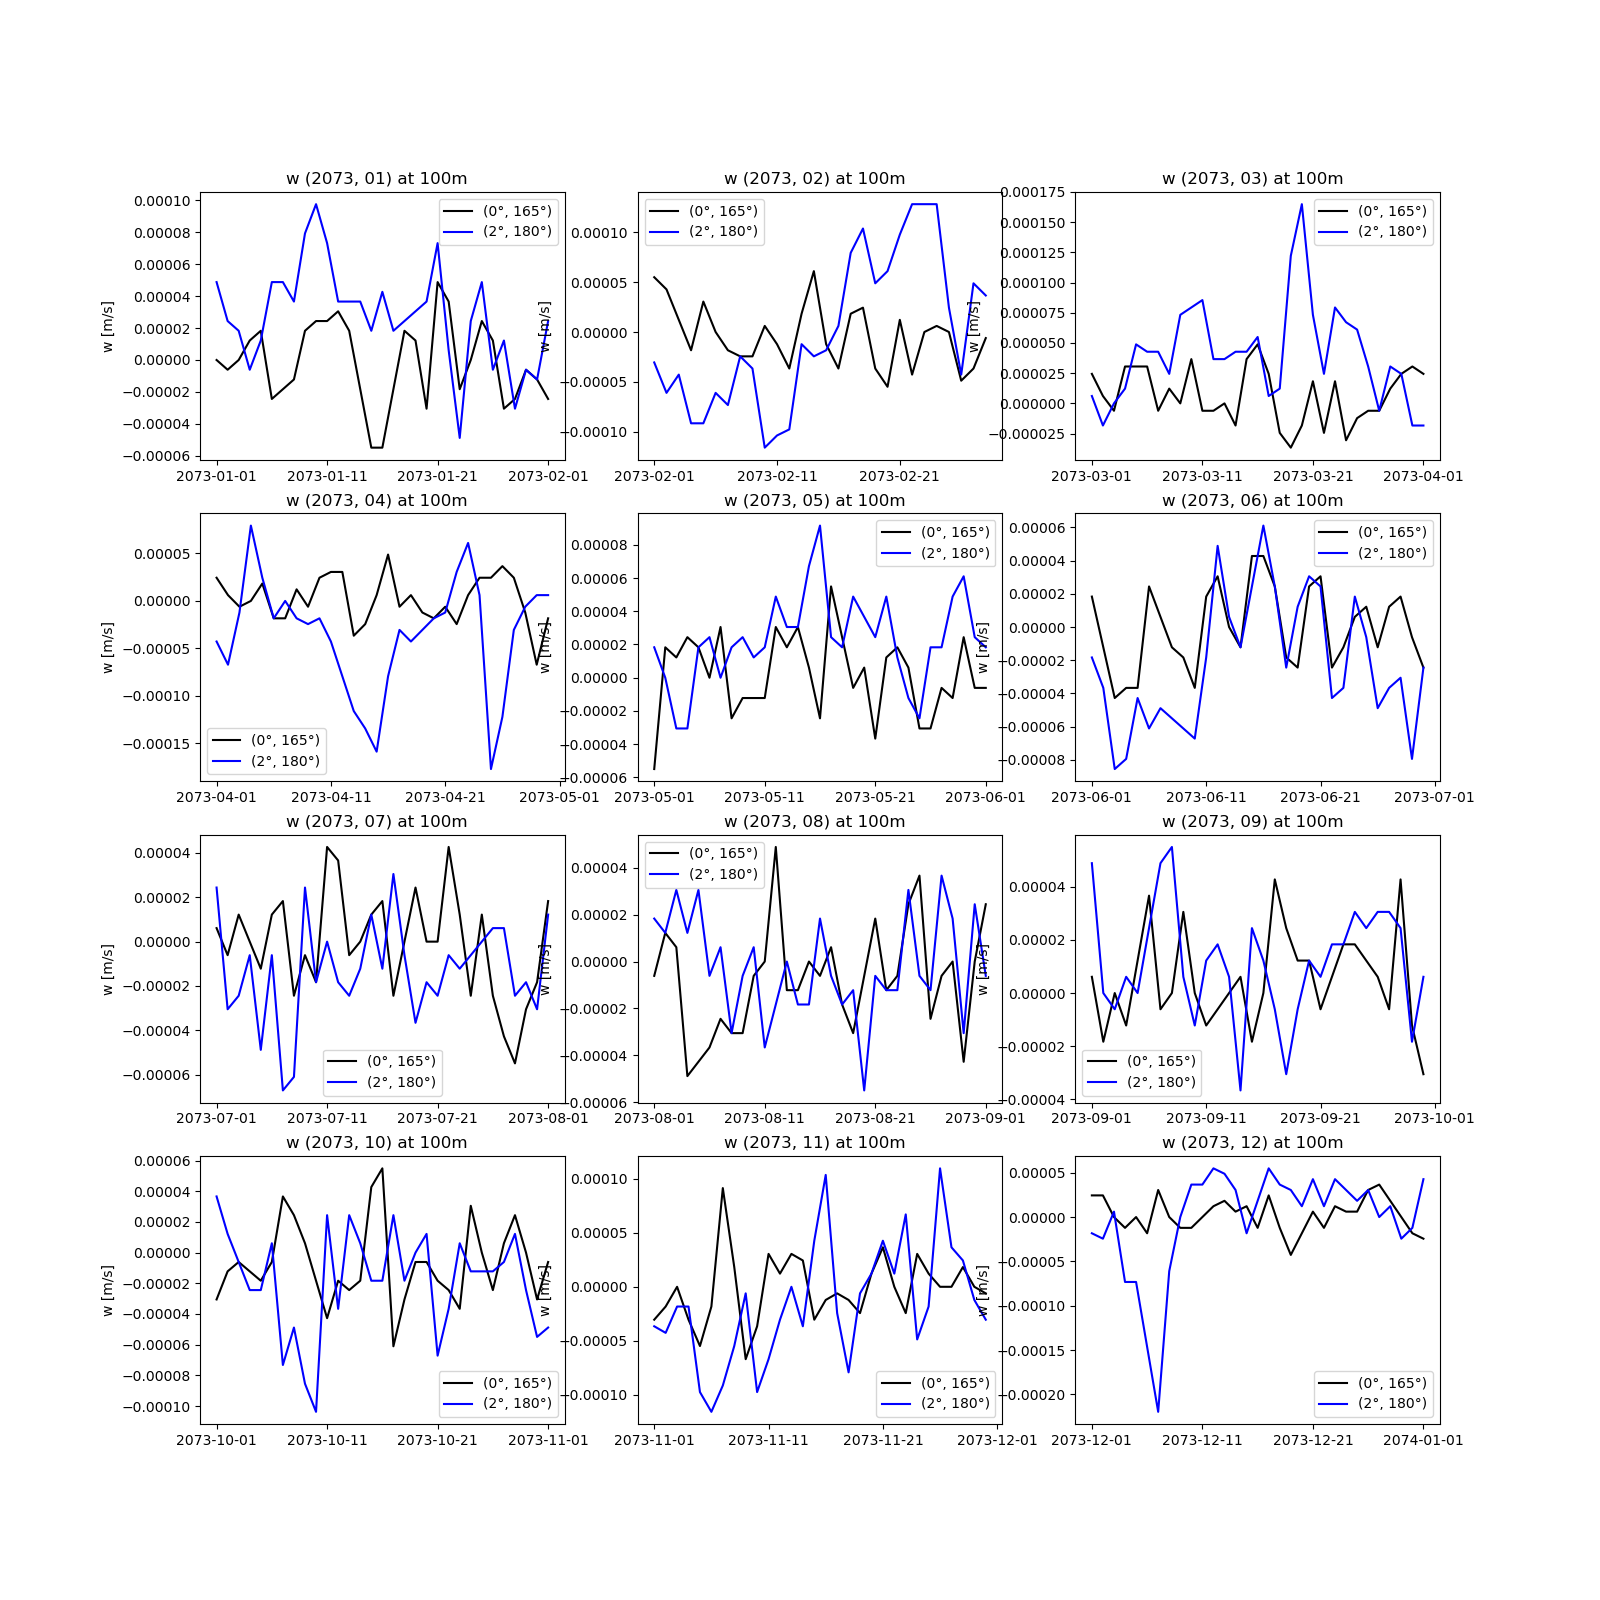 w (2073, 01) at 100m
w [m/s]
0.00010
0.00008
0.00006
0.00004
0.00002
0.00000
−0.00002
−0.00004
−0.00006
(0°, 165°)
(2°, 180°)
2073-01-01 2073-01-11 2073-01-21 2073-02-01
w (2073, 02) at 100m
w [m/s]
0.00010
0.00005
0.00000
−0.00005
−0.00010
(0°, 165°)
(2°, 180°)
2073-02-01 2073-02-11 2073-02-21
w (2073, 03) at 100m
w [m/s]
0.000175
0.000150
0.000125
0.000100
0.000075
0.000050
0.000025
0.000000
−0.000025
(0°, 165°)
(2°, 180°)
2073-03-01 2073-03-11 2073-03-21 2073-04-01
w (2073, 04) at 100m
w [m/s]
0.00005
0.00000
−0.00005
−0.00010
−0.00015
(0°, 165°)
(2°, 180°)
2073-04-01 2073-04-11 2073-04-21 2073-05-01
w (2073, 05) at 100m
w [m/s]
0.00008
0.00006
0.00004
0.00002
0.00000
−0.00002
−0.00004
−0.00006
(0°, 165°)
(2°, 180°)
2073-05-01 2073-05-11 2073-05-21 2073-06-01
w (2073, 06) at 100m
w [m/s]
0.00006
0.00004
0.00002
0.00000
−0.00002
−0.00004
−0.00006
−0.00008
(0°, 165°)
(2°, 180°)
2073-06-01 2073-06-11 2073-06-21 2073-07-01
w (2073, 07) at 100m
w [m/s]
0.00004
0.00002
0.00000
−0.00002
−0.00004
−0.00006
(0°, 165°)
(2°, 180°)
2073-07-01 2073-07-11 2073-07-21 2073-08-01
w (2073, 08) at 100m
w [m/s]
0.00004
0.00002
0.00000
−0.00002
−0.00004
−0.00006
(0°, 165°)
(2°, 180°)
2073-08-01 2073-08-11 2073-08-21 2073-09-01
w (2073, 09) at 100m
w [m/s]
0.00004
0.00002
0.00000
−0.00002
−0.00004
(0°, 165°)
(2°, 180°)
2073-09-01 2073-09-11 2073-09-21 2073-10-01
w (2073, 10) at 100m
w [m/s]
0.00006
0.00004
0.00002
0.00000
−0.00002
−0.00004
−0.00006
−0.00008
−0.00010
(0°, 165°)
(2°, 180°)
2073-10-01 2073-10-11 2073-10-21 2073-11-01
w (2073, 11) at 100m
w [m/s]
0.00010
0.00005
0.00000
−0.00005
−0.00010
(0°, 165°)
(2°, 180°)
2073-11-01 2073-11-11 2073-11-21 2073-12-01
w (2073, 12) at 100m
w [m/s]
0.00005
0.00000
−0.00005
−0.00010
−0.00015
−0.00020
(0°, 165°)
(2°, 180°)
2073-12-01 2073-12-11 2073-12-21 2074-01-01